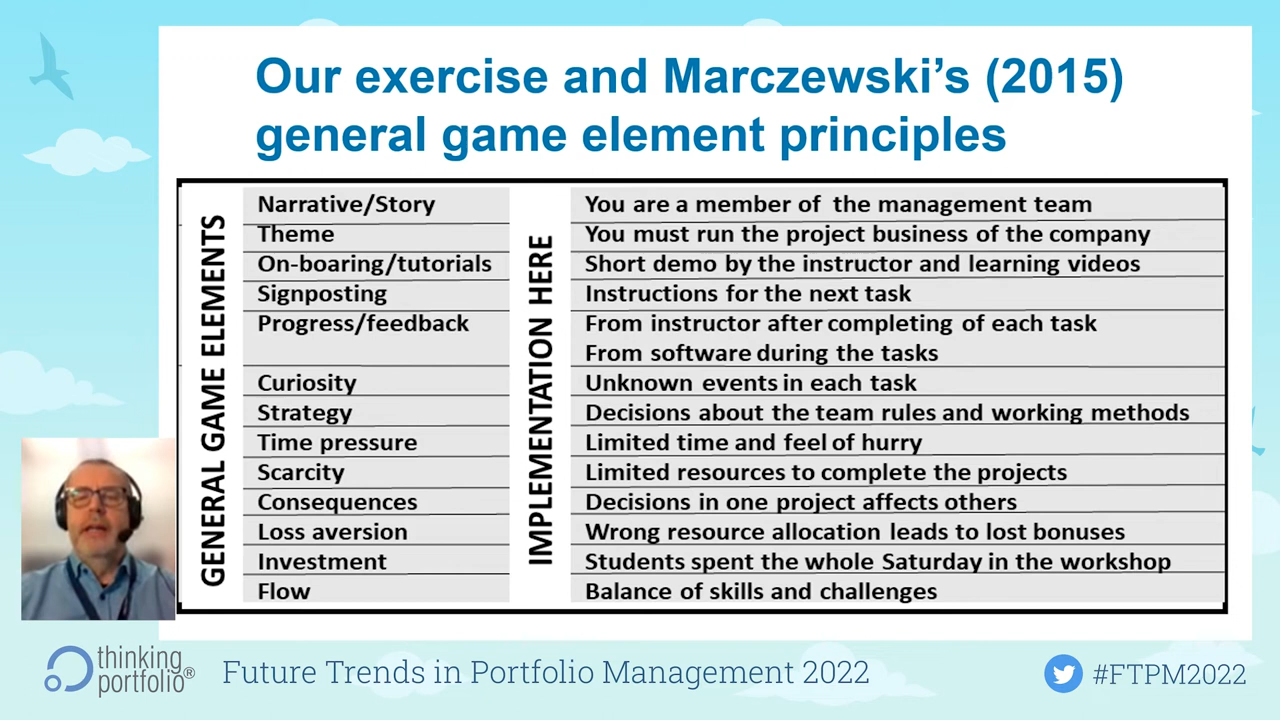 Our exercise and Marczewski's (2015)
general game element principles
GENERAL GAME ELEMENTS
IMPLEMENTATION HERE
Narrative/Story You are a member of the management team
Theme You must run the project business of the company
On-boaring/tutorials Short demo by the instructor and learning videos
Signposting Instructions for the next task
Progress/feedback From instructor after completing of each task
From software during the tasks
Curiosity Unknown events in each task
Strategy Decisions about the team rules and working methods
Time pressure Limited time and feel of hurry
Scarcity Limited resources to complete the projects
Consequences Decisions in one project affects others
Loss aversion Wrong resource allocation leads to lost bonuses
Investment Students spent the whole Saturday in the workshop
Flow Balance of skills and challenges
thinking
portfolio®
Future Trends in Portfolio Management 2022
#FTPM2022